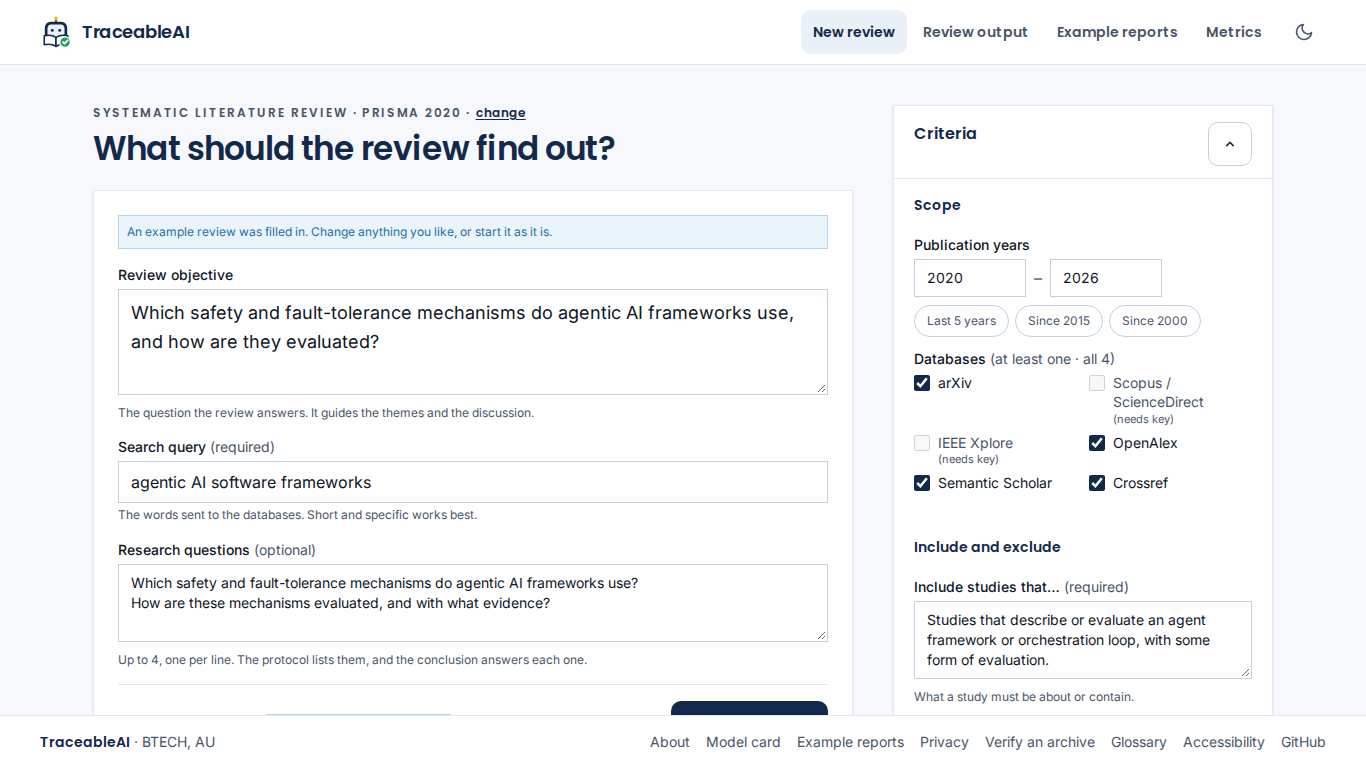 TraceableAI
New review
Review output
Example reports
Metrics
SYSTEMATIC LITERATURE REVIEW · PRISMA 2020 · change
What should the review find out?
An example review was filled in. Change anything you like, or start it as it is.
Review objective
Which safety and fault-tolerance mechanisms do agentic AI frameworks use,
and how are they evaluated?
The question the review answers. It guides the themes and the discussion.
Search query (required)
agentic AI software frameworks
The words sent to the databases. Short and specific works best.
Research questions (optional)
Which safety and fault-tolerance mechanisms do agentic AI frameworks use?
How are these mechanisms evaluated, and with what evidence?
Up to 4, one per line. The protocol lists them, and the conclusion answers each one.
Criteria
Scope
Publication years
2020 – 2026
Last 5 years
Since 2015
Since 2000
Databases (at least one · all 4)
arXiv
Scopus /
ScienceDirect
(needs key)
IEEE Xplore
(needs key)
OpenAlex
Semantic Scholar
Crossref
Include and exclude
Include studies that... (required)
Studies that describe or evaluate an agent
framework or orchestration loop, with some
form of evaluation.
What a study must be about or contain.
TraceableAI · BTECH, AU
About
Model card
Example reports
Privacy
Verify an archive
Glossary
Accessibility
GitHub